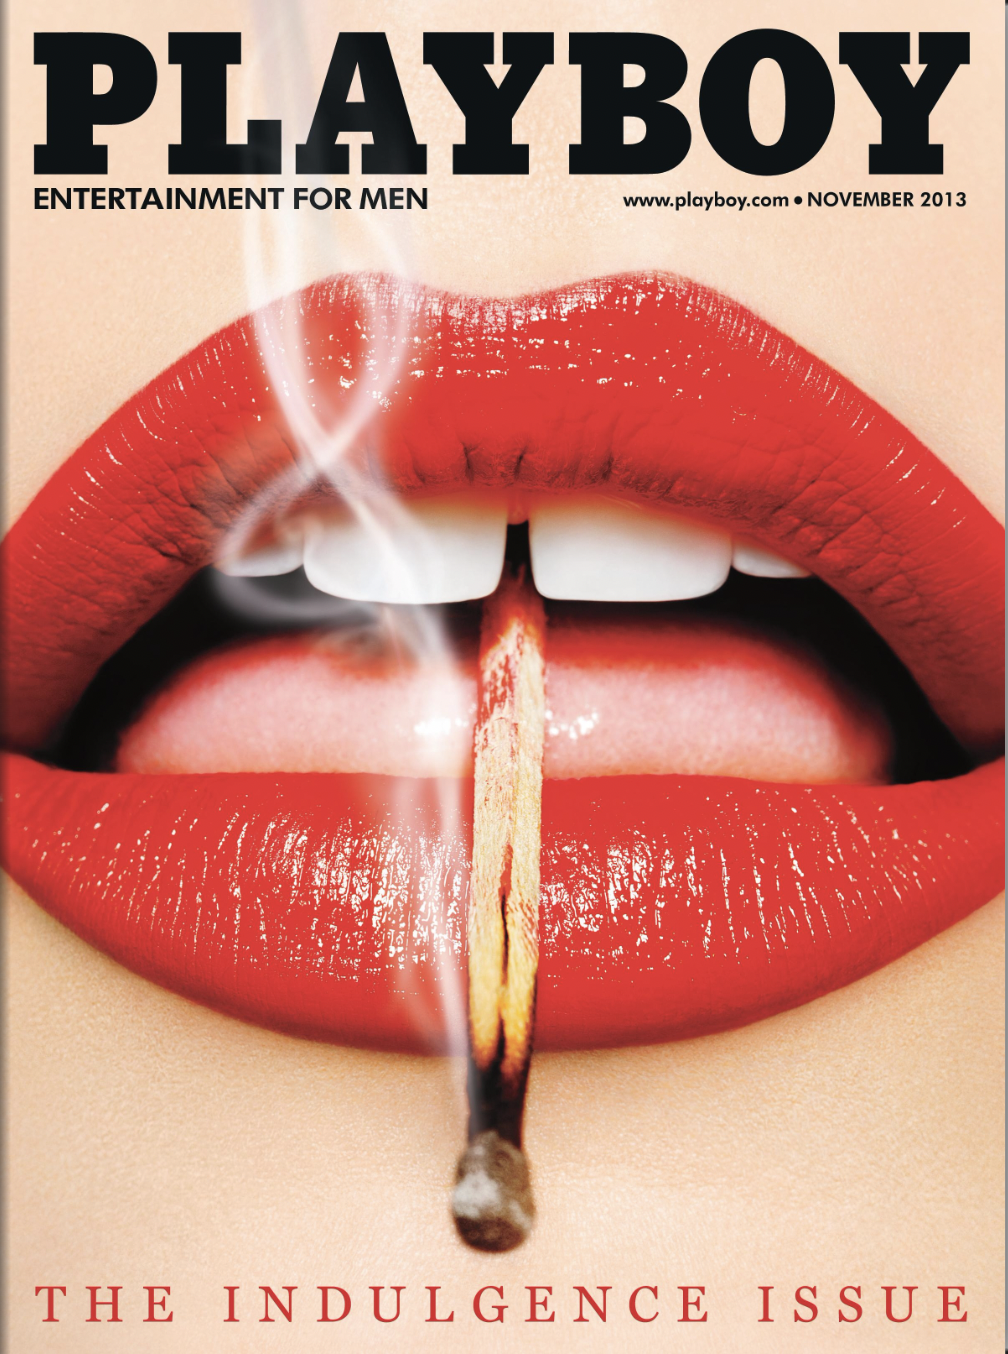 PLAYBOY
ENTERTAINMENT FOR MEN
www.playboy.com • NOVEMBER 2013
THE INDULGENCE ISSUE